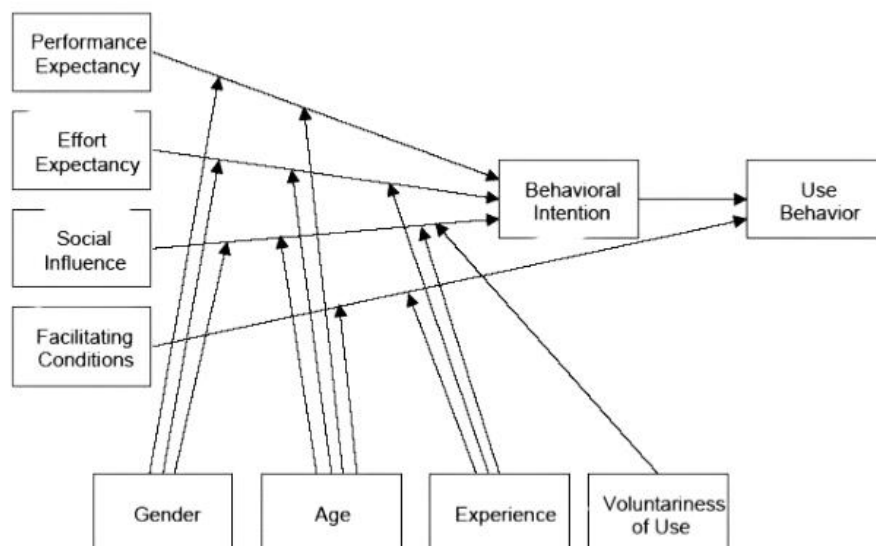 Performance
Expectancy
Effort
Expectancy
Social
Influence
Facilitating
Conditions
Behavioral
Intention
Use
Behavior
Gender
Age
Experience
Voluntariness
of Use